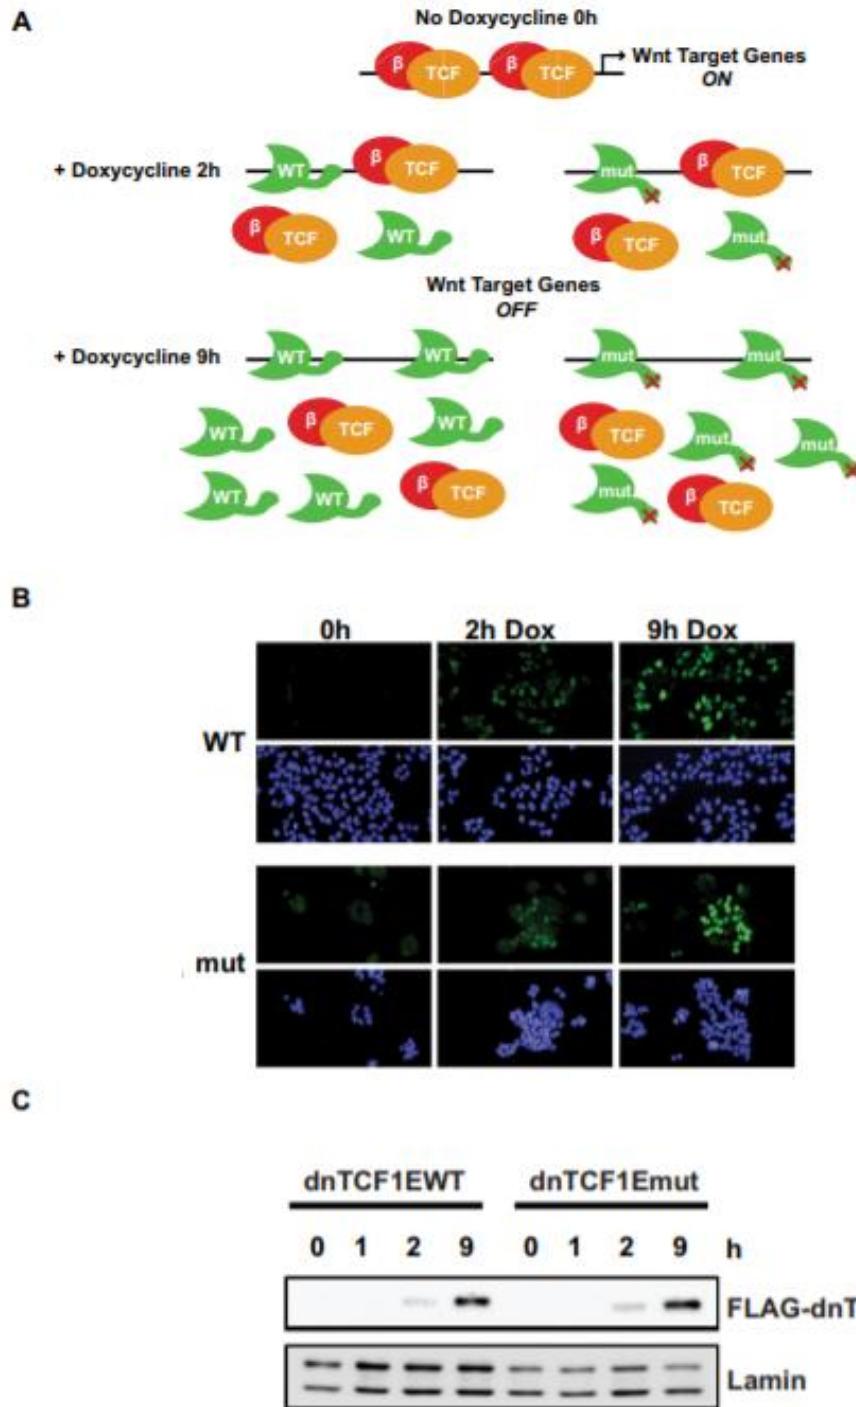 A
No Doxycycline 0h
β TCF β TCF Wnt Target Genes
ON
+ Doxycycline 2h WT β TCF mut β TCF
β TCF WT β TCF mut
Wnt Target Genes
OFF
+ Doxycycline 9h WT WT mut mut
WT β TCF WT β TCF mut mut
WT WT β TCF mut β TCF
B
0h 2h Dox 9h Dox
WT
mut
C
dnTCF1EWT dnTCF1Emut
0 1 2 9 0 1 2 9 h
FLAG-dnT
Lamin